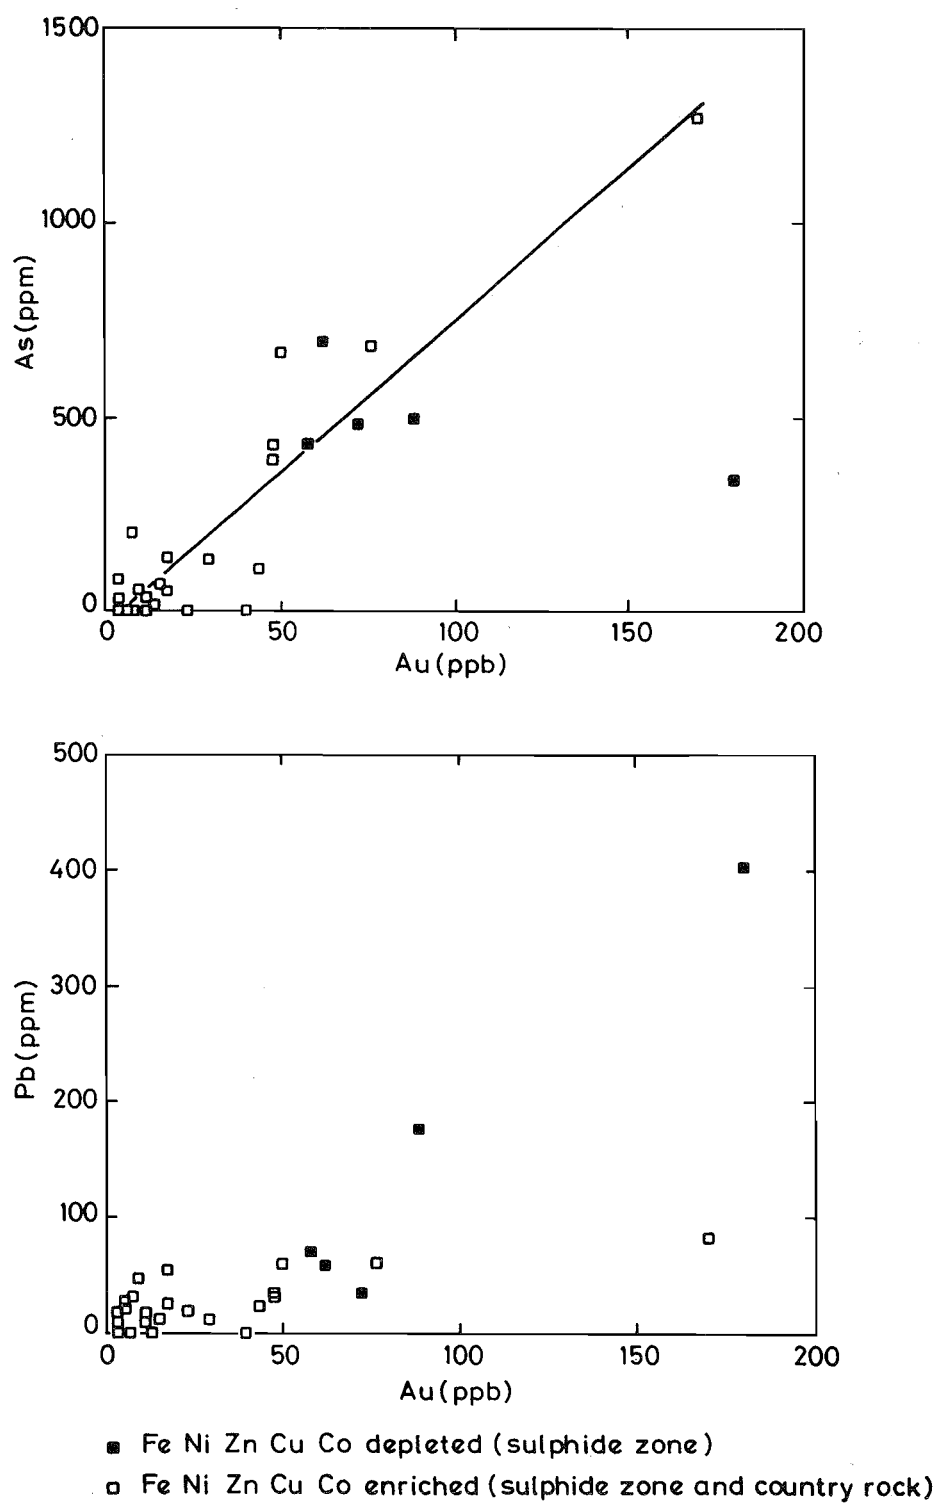 1500
1000
500
0
As (ppm)
0 50 100 150 200
Au (ppb)
500
400
300
200
100
0
Pb (ppm)
0 50 100 150 200
Au (ppb)
Fe Ni Zn Cu Co depleted (sulphide zone)
Fe Ni Zn Cu Co enriched (sulphide zone and country rock)